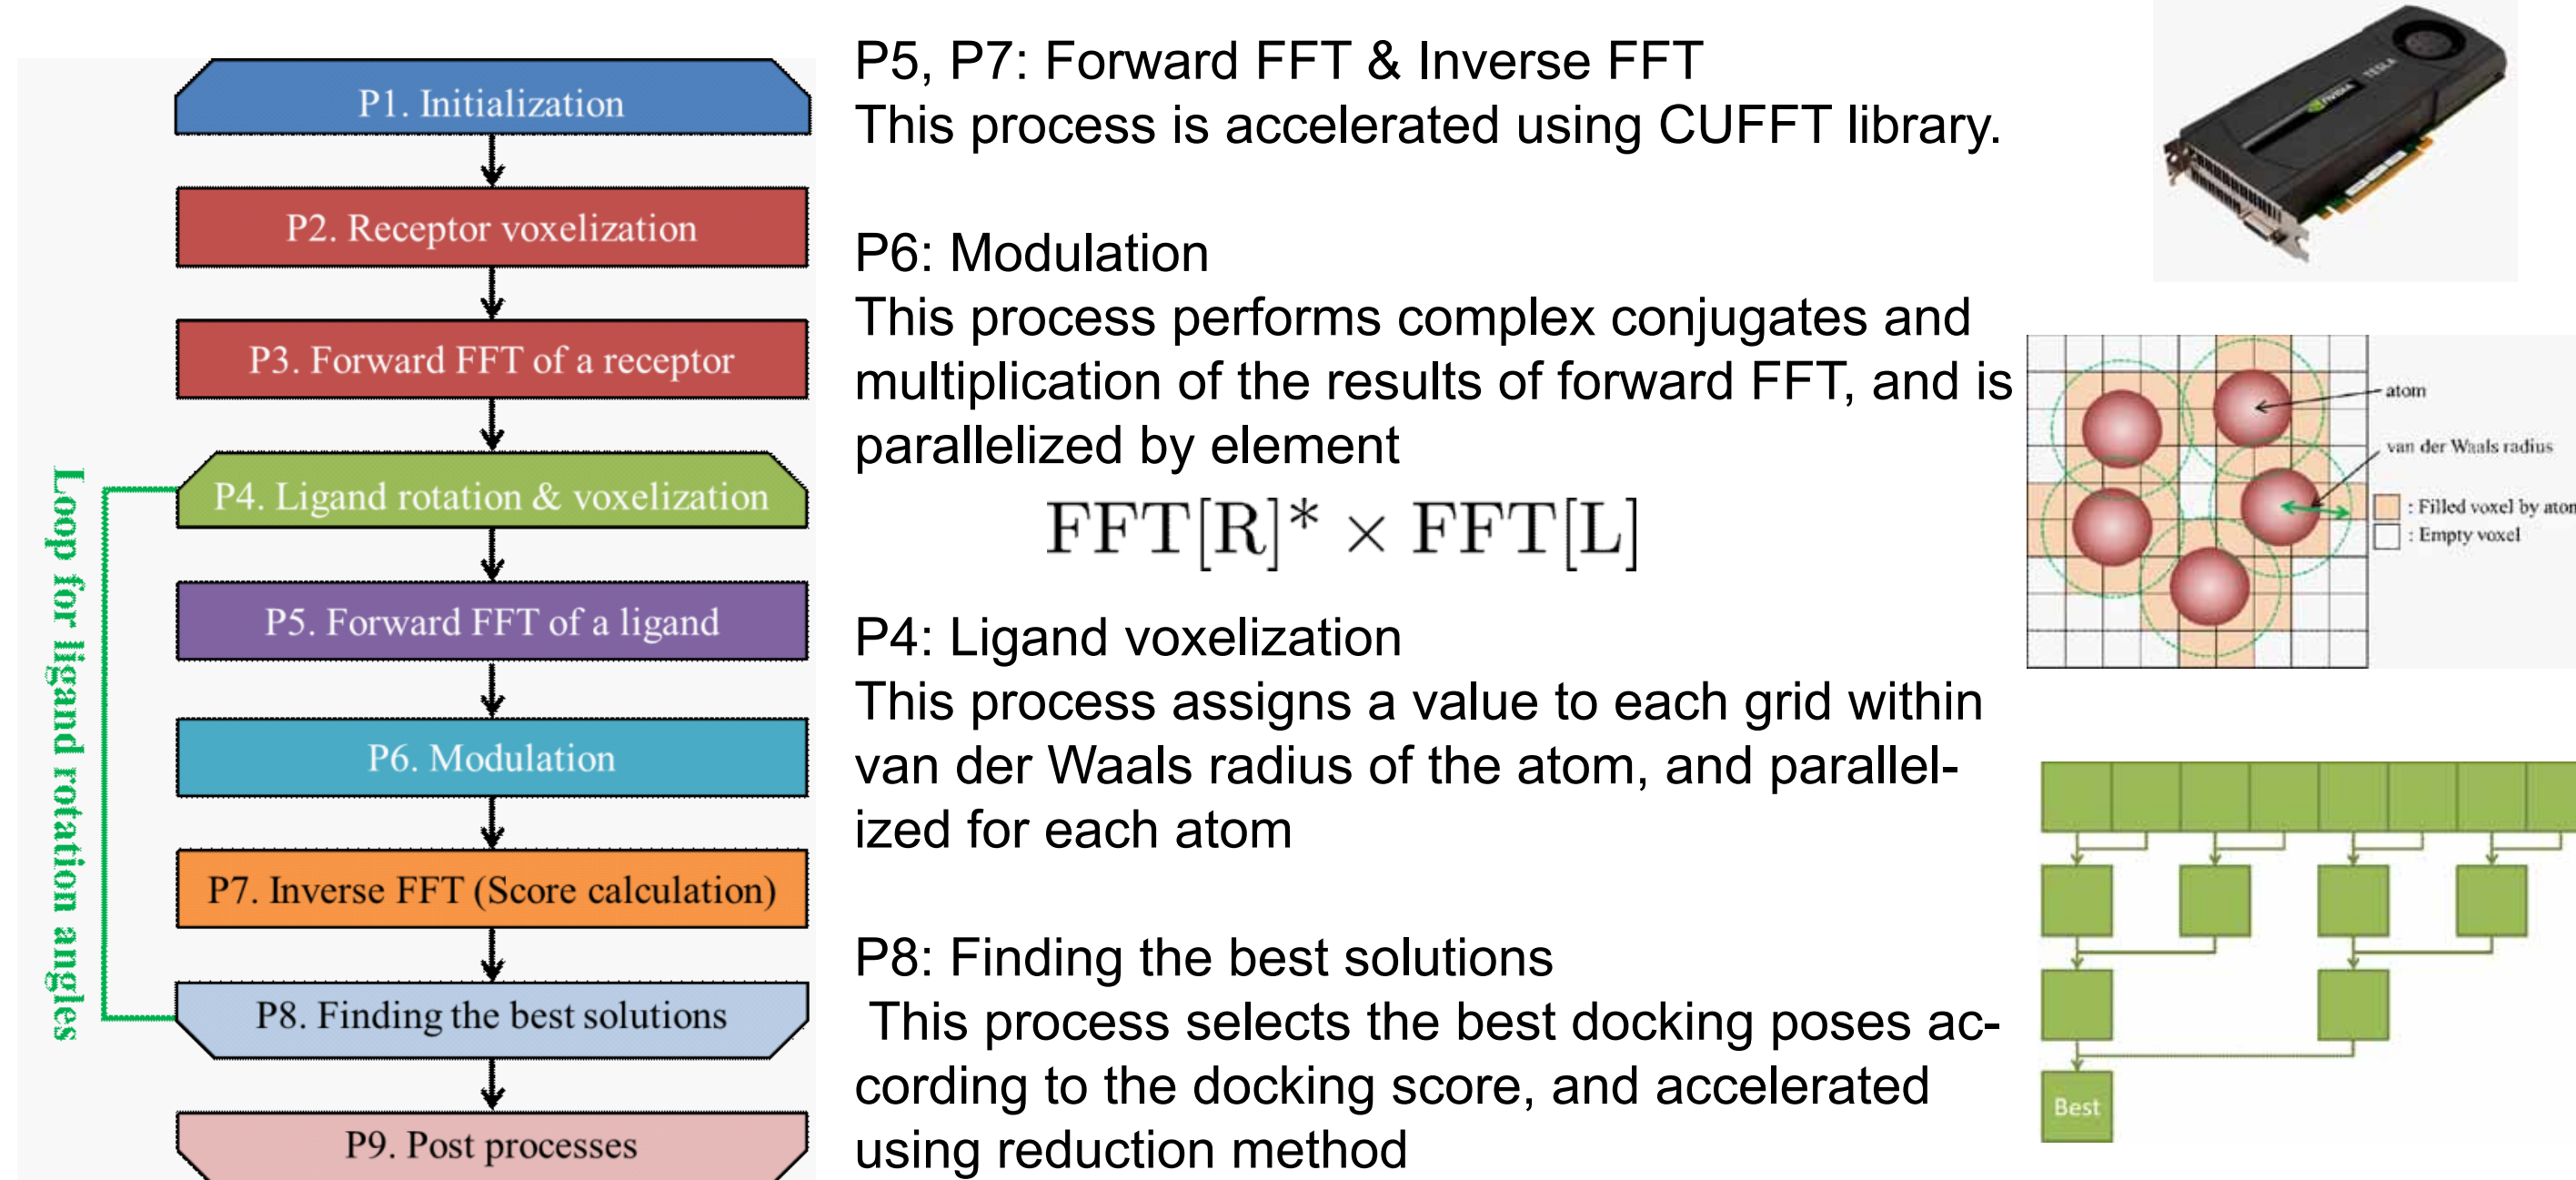 P1. Initialization
P2. Receptor voxelization
P3. Forward FFT of a receptor
P4. Ligand rotation & voxelization
P5. Forward FFT of a ligand
P6. Modulation
P7. Inverse FFT (Score calculation)
P8. Finding the best solutions
P9. Post processes
Loop for ligand rotation angles
P5, P7: Forward FFT & Inverse FFT
This process is accelerated using CUFFT library.
P6: Modulation
This process performs complex conjugates and
multiplication of the results of forward FFT, and is
parallelized by element
FFT[R]* × FFT[L]
P4: Ligand voxelization
This process assigns a value to each grid within
van der Waals radius of the atom, and parallel-
ized for each atom
P8: Finding the best solutions
This process selects the best docking poses ac-
cording to the docking score, and accelerated
using reduction method
NVIDIA
TESLA
atom
van der Waals radius
: Filled voxel by atom
: Empty voxel
Best